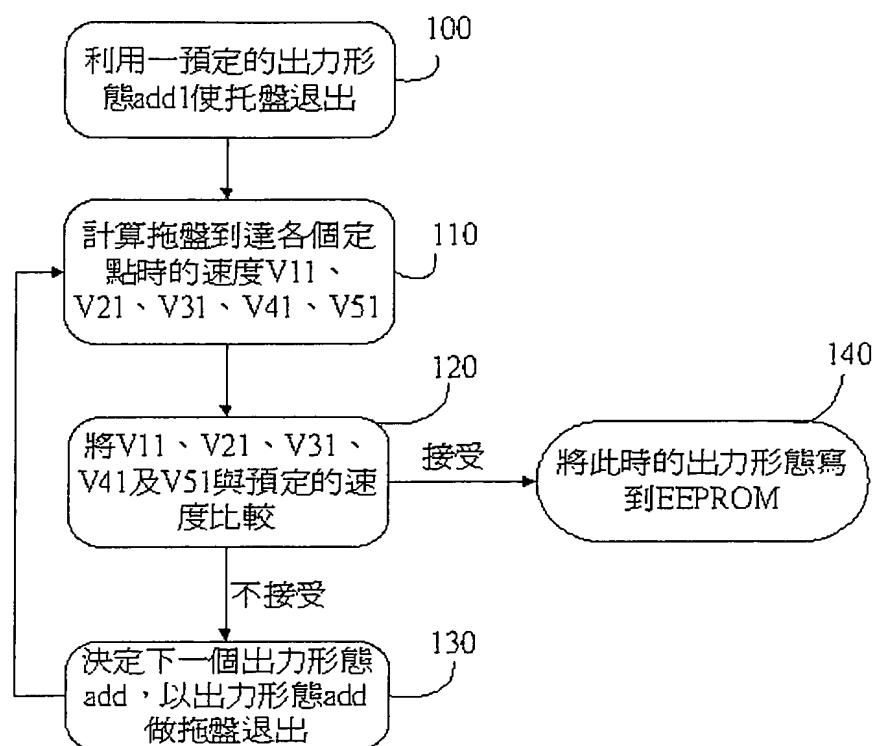 100
利用一預定的出力形
態add1使托盤退出
計算拖盤到達各個定
點時的速度V11、
V21、V31、V41、V51
110
120
將V11、V21、V31、
V41及V51與預定的速
度比較
接受
140
將此時的出力形態寫
到EEPROM
不接受
130
決定下一個出力形態
add,以出力形態add
做拖盤退出